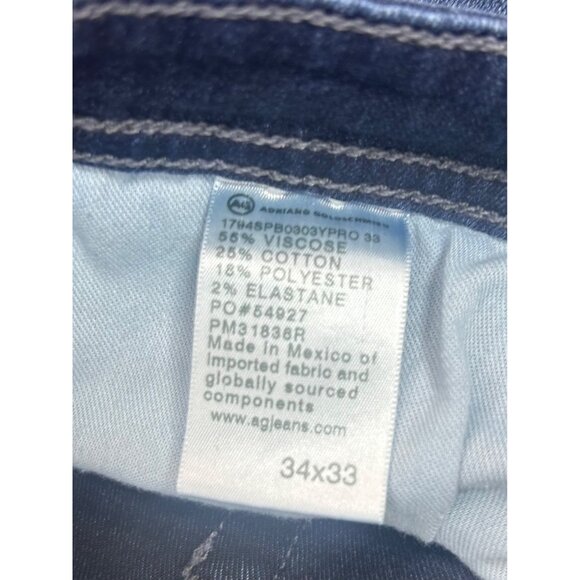 AG ADRIANO GOLDSCHMIED
1794SPB0303YPRO 33
55% VISCOSE
25% COTTON
18% POLYESTER
2% ELASTANE
PO#54927
PM31838R
Made in Mexico of
imported fabric and
globally sourced
components
www.agjeans.com
34x33